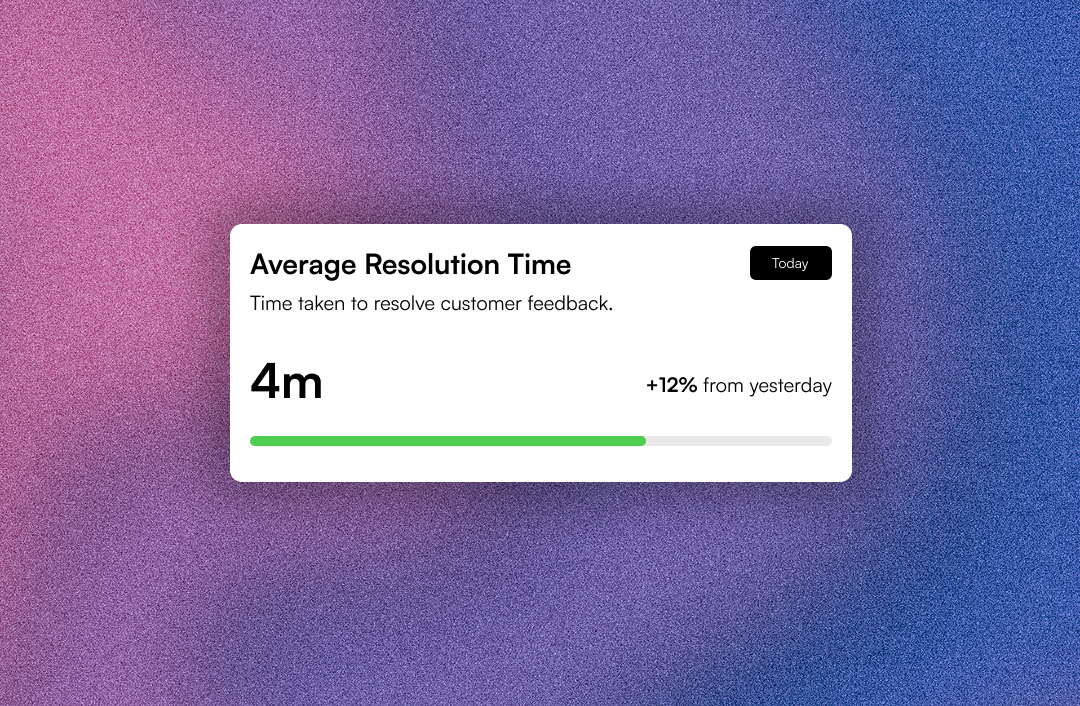 Average Resolution Time
Today
Time taken to resolve customer feedback.
4m
+12% from yesterday